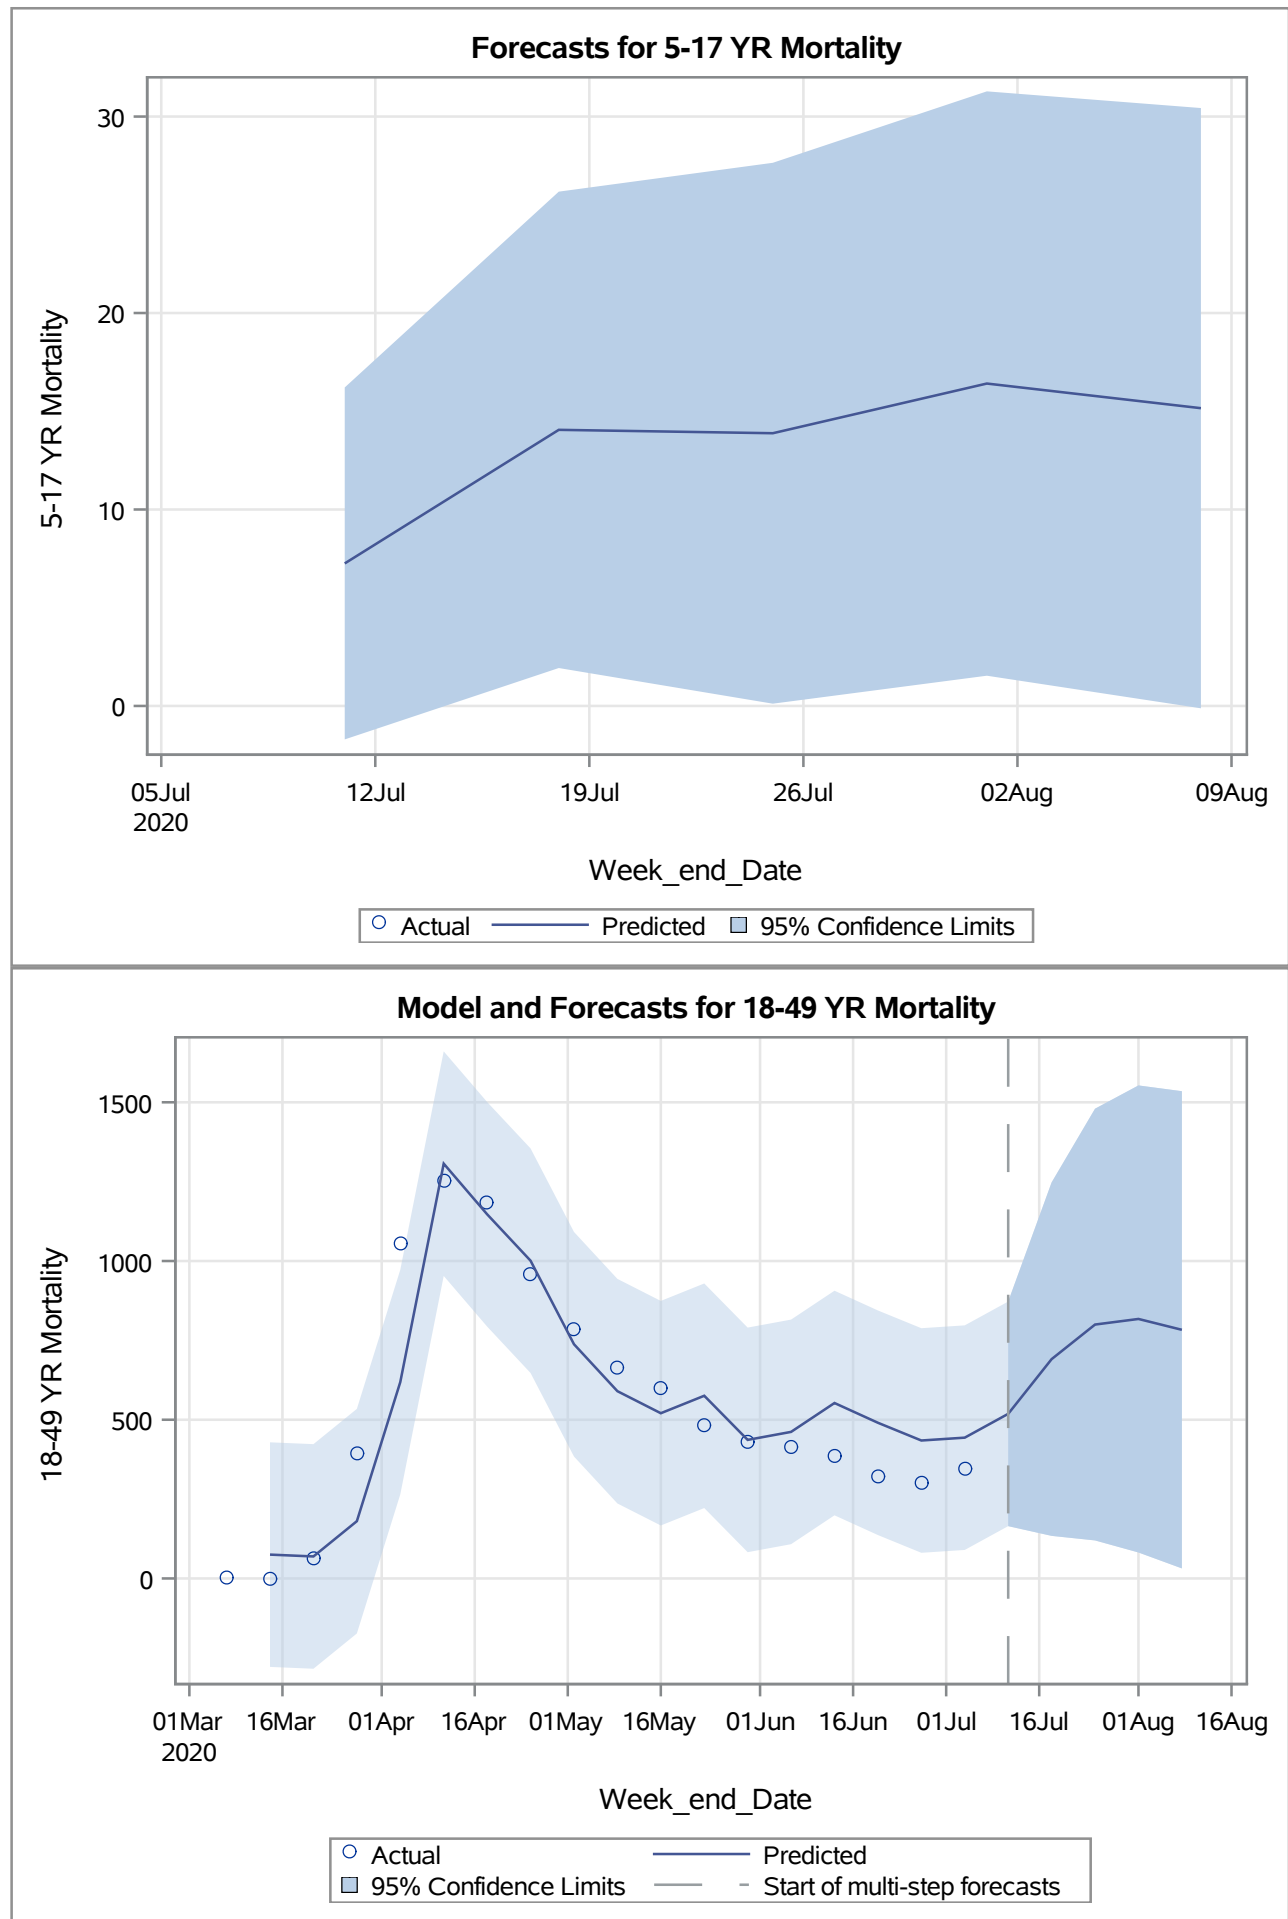 Forecasts for 5-17 YR Mortality
5-17 YR Mortality
30
20
10
0
05Jul 12Jul 19Jul 26Jul 02Aug 09Aug
2020
Week_end_Date
Actual Predicted 95% Confidence Limits
Model and Forecasts for 18-49 YR Mortality
18-49 YR Mortality
1500
1000
500
0
01Mar 16Mar 01Apr 16Apr 01May 16May 01Jun 16Jun 01Jul 16Jul 01Aug 16Aug
2020
Week_end_Date
Actual Predicted
95% Confidence Limits Start of multi-step forecasts